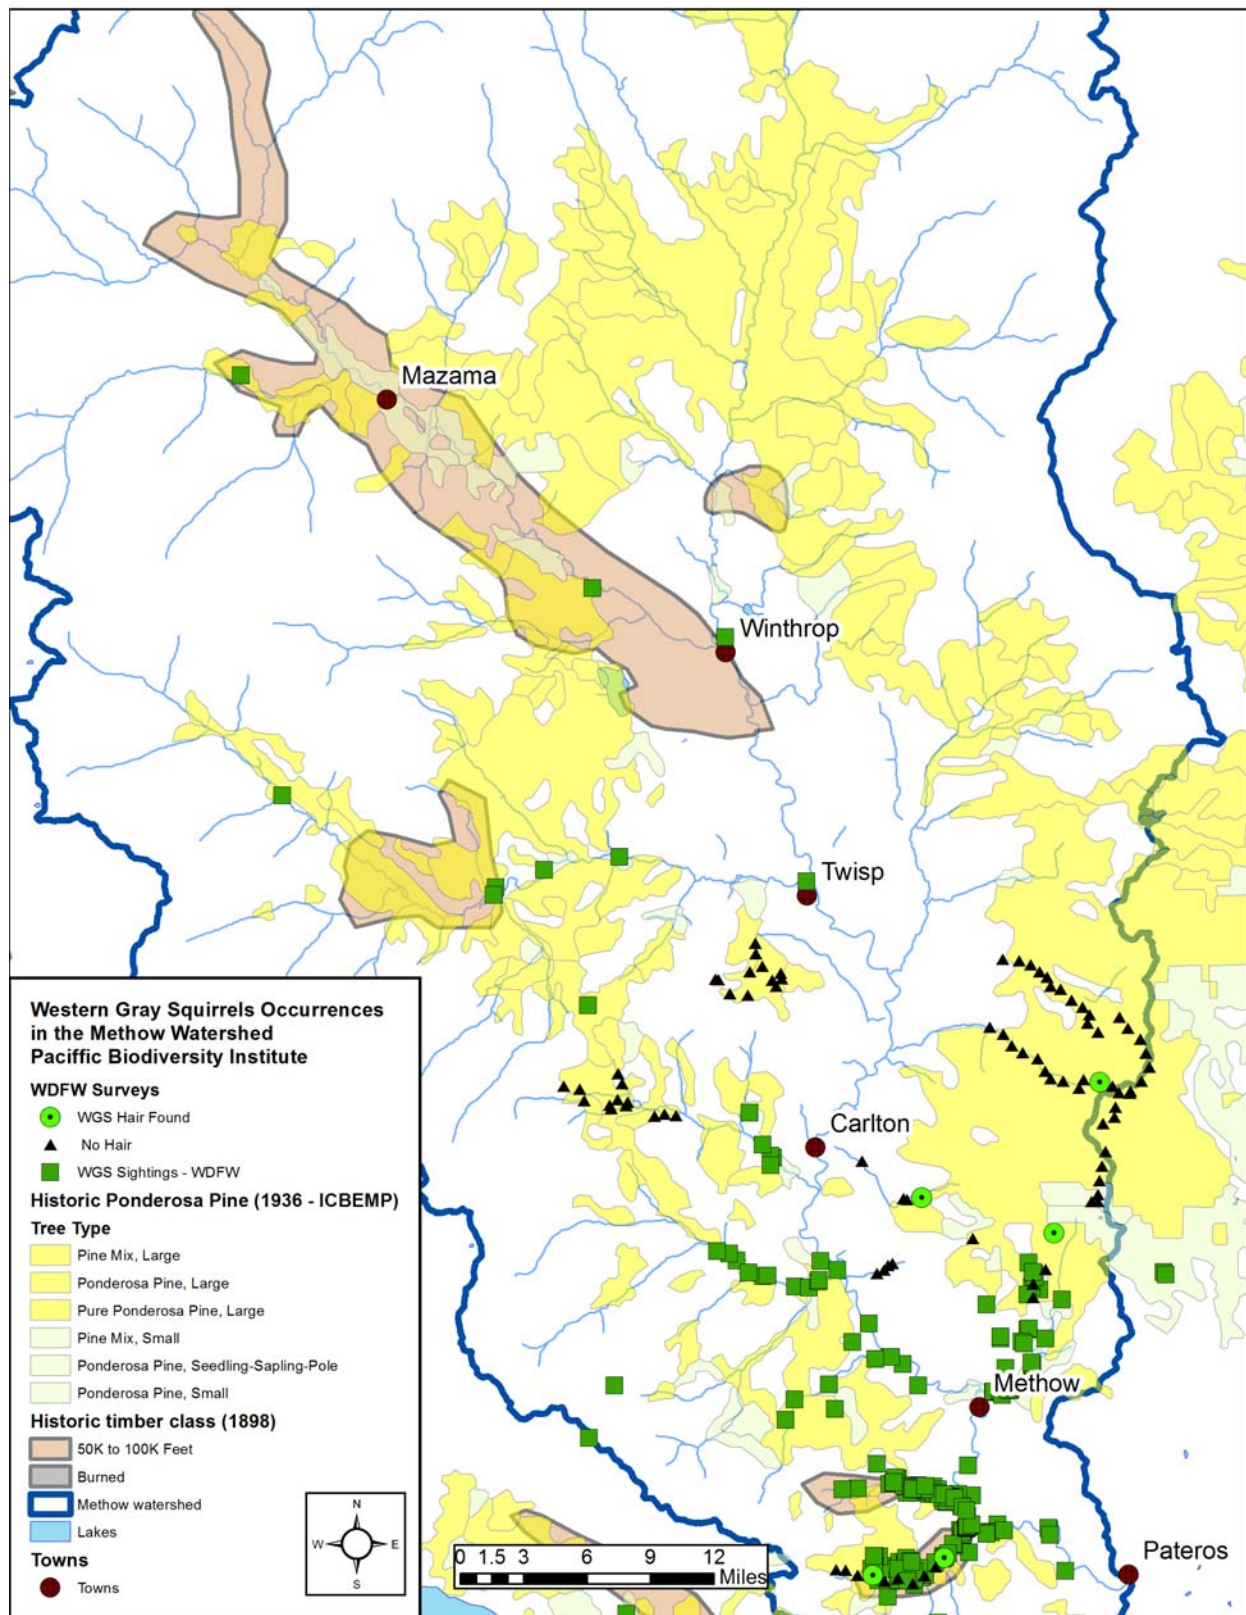 Mazama
Winthrop
Twisp
Carlton
Methow
Pateros
Western Gray Squirrels Occurrences
in the Methow Watershed
Paciffic Biodiversity Institute
WDFW Surveys
WGS Hair Found
No Hair
WGS Sightings - WDFW
Historic Ponderosa Pine (1936 - ICBEMP)
Tree Type
Pine Mix, Large
Ponderosa Pine, Large
Pure Ponderosa Pine, Large
Pine Mix, Small
Ponderosa Pine, Seedling-Sapling-Pole
Ponderosa Pine, Small
Historic timber class (1898)
50K to 100K Feet
Burned
Methow watershed
Lakes
Towns
Towns
N
W E
S
0 1.5 3 6 9 12
Miles